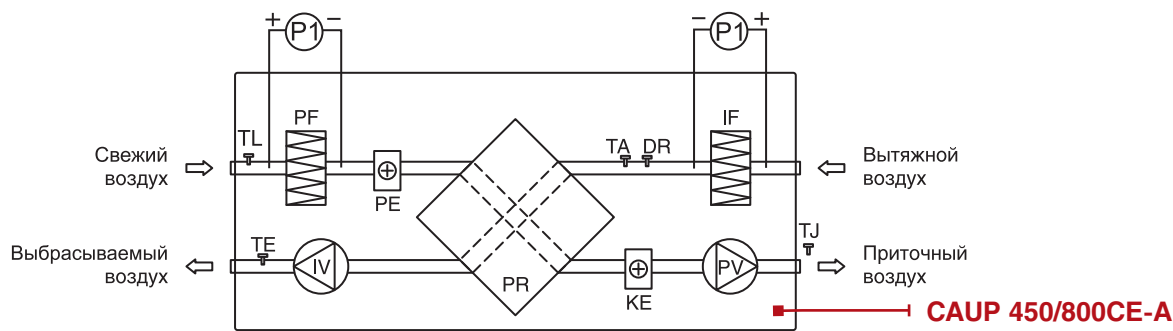 + P1 −
− P1 +
PF
IF
TL
TA DR
Свежий
воздух
Вытяжной
воздух
PE
TJ
TE
Выбрасываемый
воздух
IV
PR
KE
PV
Приточный
воздух
CAUP 450/800CE-A